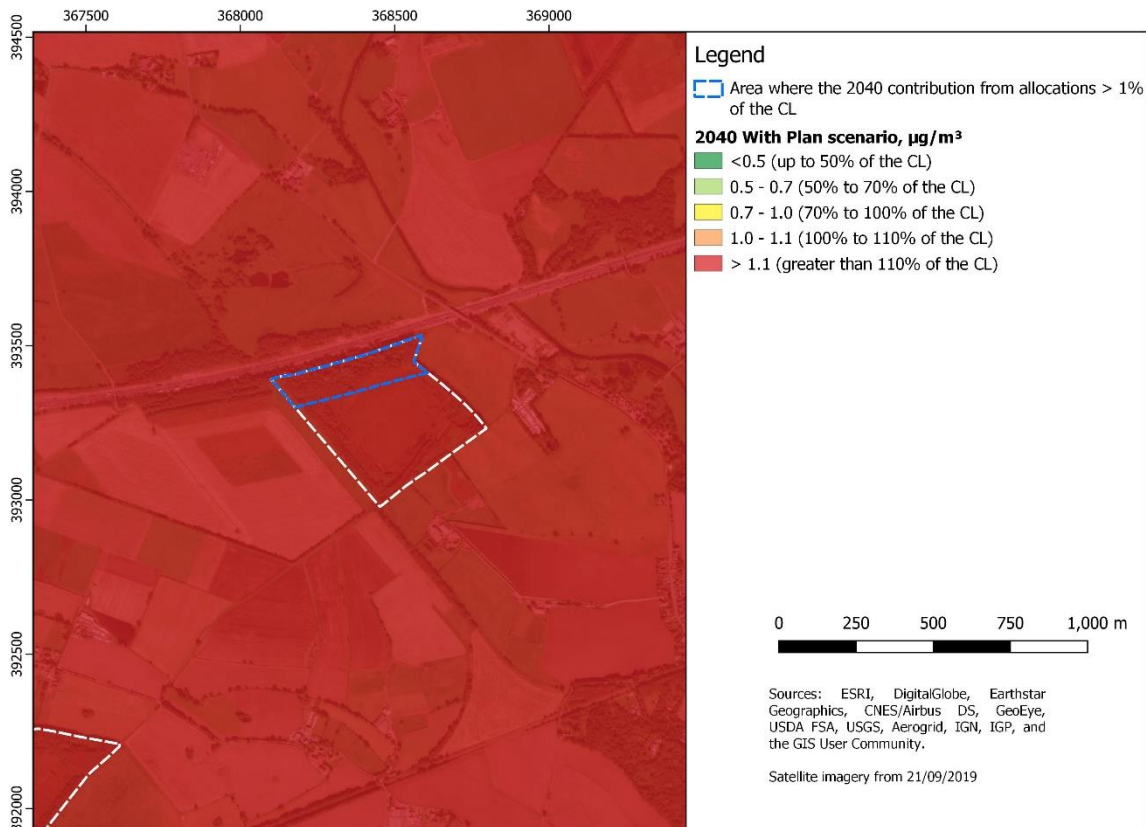 367500 368000 368500 369000
394500
394000
393500
393000
392500
392000
Legend
Area where the 2040 contribution from allocations > 1%
of the CL
2040 With Plan scenario, µg/m³
<0.5 (up to 50% of the CL)
0.5 - 0.7 (50% to 70% of the CL)
0.7 - 1.0 (70% to 100% of the CL)
1.0 - 1.1 (100% to 110% of the CL)
> 1.1 (greater than 110% of the CL)
0 250 500 750 1,000 m
Sources: ESRI, DigitalGlobe, Earthstar
Geographics, CNES/Airbus DS, GeoEye,
USDA FSA, USGS, Aerogrid, IGN, IGP, and
the GIS User Community.
Satellite imagery from 21/09/2019